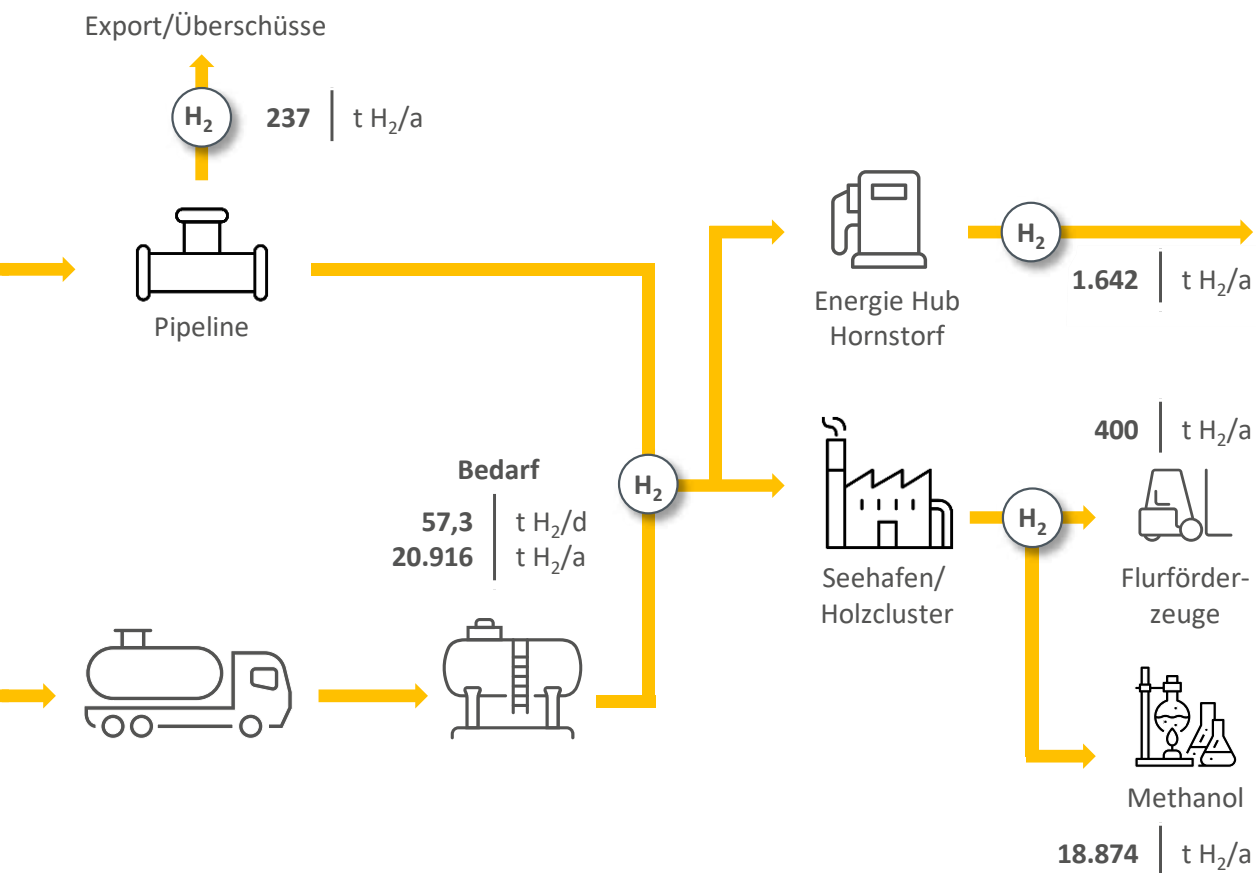 Export/Überschüsse
H₂
237 t H₂/a
Pipeline
H₂
1.642 t H₂/a
Energie Hub
Hornstorf
400 t H₂/a
Bedarf
57,3 t H₂/d
20.916 t H₂/a
H₂
H₂
Seehafen/
Holzcluster
Flurförder-
zeuge
Methanol
18.874 t H₂/a